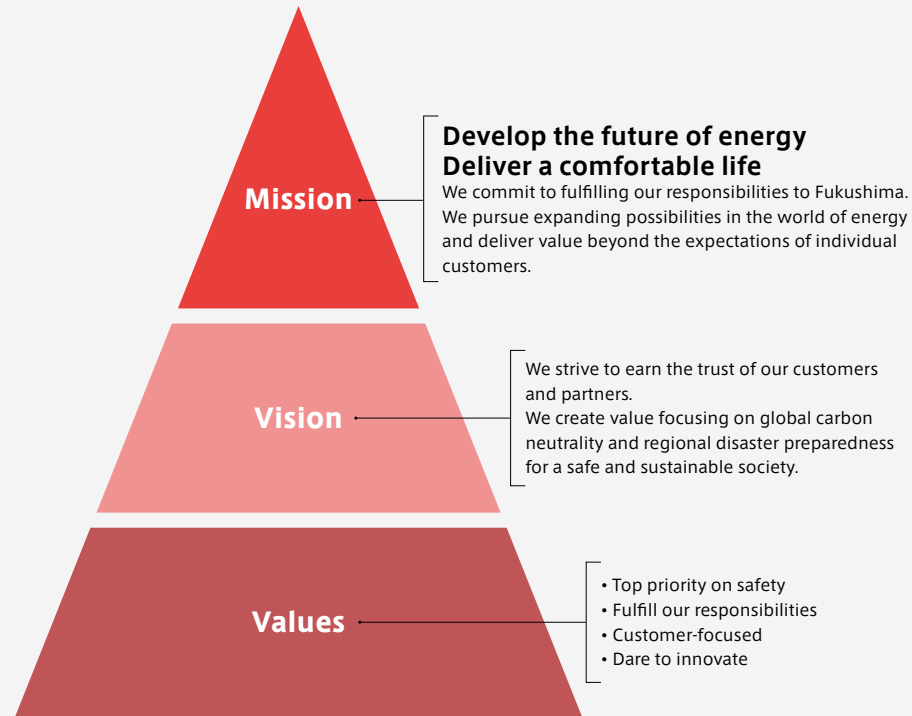 Mission
Develop the future of energy
Deliver a comfortable life
We commit to fulfilling our responsibilities to Fukushima.
We pursue expanding possibilities in the world of energy
and deliver value beyond the expectations of individual
customers.
Vision
We strive to earn the trust of our customers
and partners.
We create value focusing on global carbon
neutrality and regional disaster preparedness
for a safe and sustainable society.
Values
• Top priority on safety
• Fulfill our responsibilities
• Customer-focused
• Dare to innovate